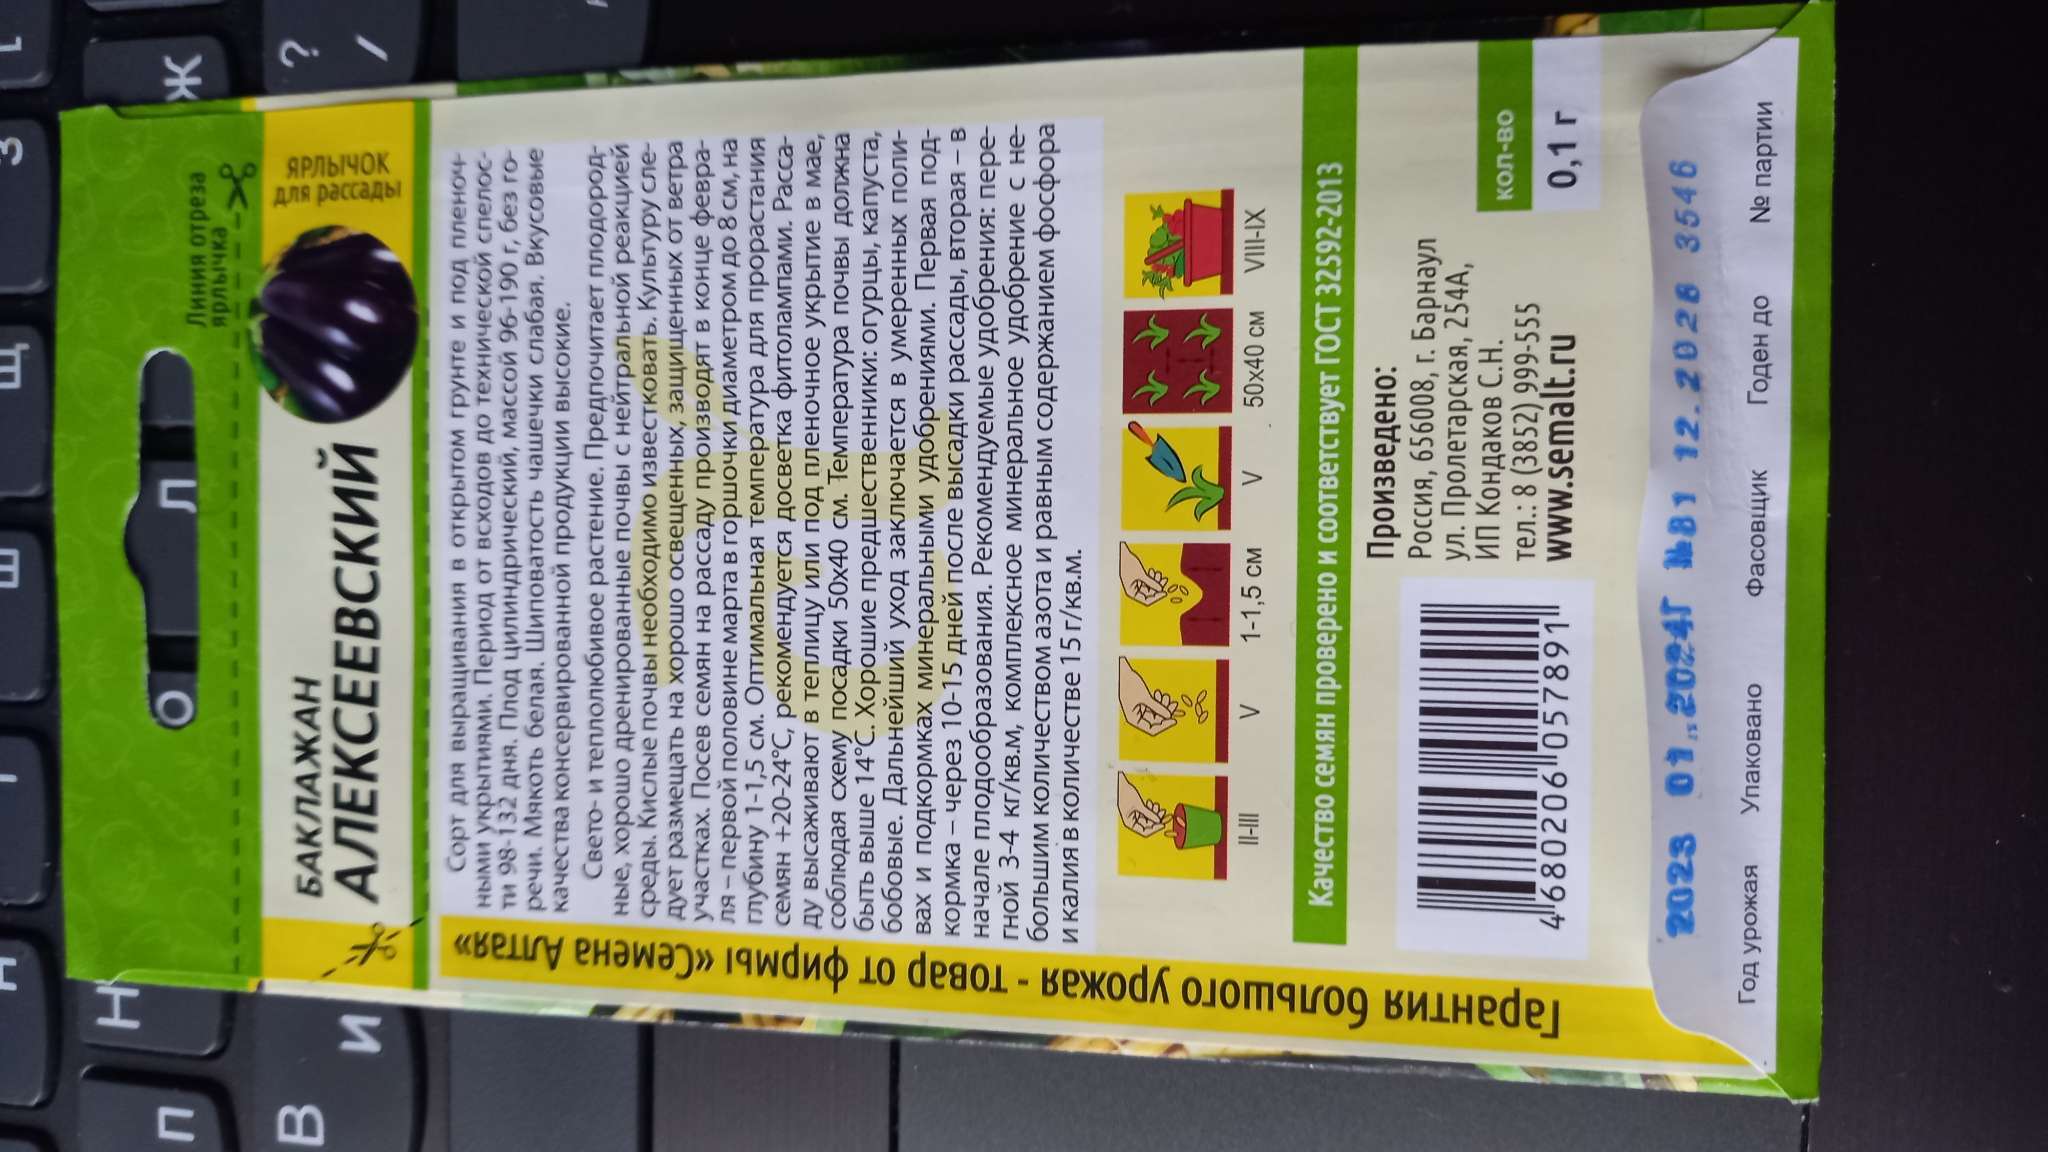 Линия отреза
ярлычка
ЯРЛЫЧОК
для рассады
БАКЛАЖАН
АЛЕКСЕЕВСКИЙ
Сорт для выращивания в открытом грунте и под пленоч-
ными укрытиями. Период от всходов до технической спелос-
ти 98-132 дня. Плод цилиндрический, массой 96-190 г, без го-
речи. Мякоть белая. Шиповатость чашечки слабая. Вкусовые
качества консервированной продукции высокие.
Свето- и теплолюбивое растение. Предпочитает плодород-
ные, хорошо дренированные почвы с нейтральной реакцией
среды. Кислые почвы необходимо известковать. Культуру сле-
дует размещать на хорошо освещенных, защищенных от ветра
участках. Посев семян на рассаду производят в конце февра-
ля – первой половине марта в горшочки диаметром до 8 см, на
глубину 1-1,5 см. Оптимальная температура для прорастания
семян +20-24°С, рекомендуется досветка фитолампами. Расса-
ду высаживают в теплицу или под пленочное укрытие в мае,
соблюдая схему посадки 50х40 см. Температура почвы должна
быть выше 14°С. Хорошие предшественники: огурцы, капуста,
бобовые. Дальнейший уход заключается в умеренных поли-
вах и подкормках минеральными удобрениями. Первая под-
кормка – через 10-15 дней после высадки рассады, вторая – в
начале плодообразования. Рекомендуемые удобрения: пере-
гной 3-4 кг/кв.м, комплексное минеральное удобрение с не-
большим количеством азота и равным содержанием фосфора
и калия в количестве 15 г/кв.м.
II-III V 1-1,5 см V 50х40 см VIII-IX
Качество семян проверено и соответствует ГОСТ 32592-2013
Произведено:
Россия, 656008, г. Барнаул
ул. Пролетарская, 254А,
ИП Кондаков С.Н.
тел.: 8 (3852) 999-555
www.semalt.ru
кол-во
0,1 г
4 680206 057891
2023 01.2024Г №81 12.2028 3546
Год урожая Упаковано Фасовщик Годен до № партии
Гарантия большого урожая - товар от фирмы «Семена Алтая»
З
Щ
Ш
Г
Н
Ж
Л
О
Н
П
?
,
И
В